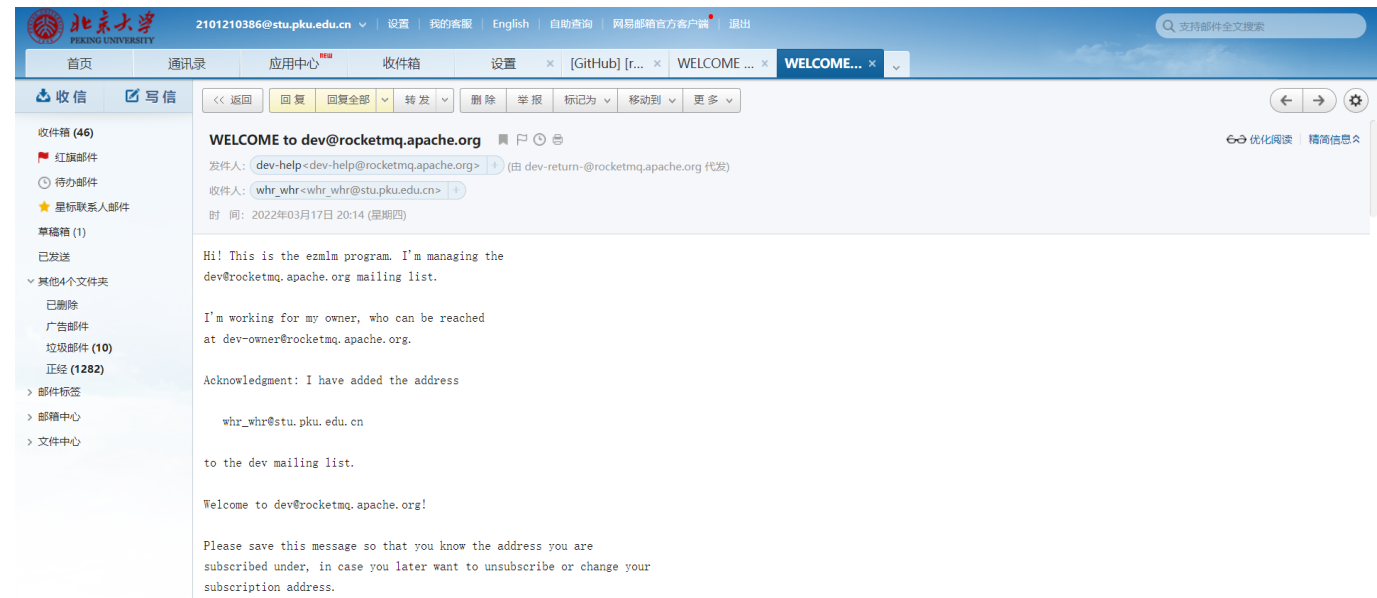 北京大学
PEKING UNIVERSITY
2101210386@stu.pku.edu.cn 设置 我的客服 English 自助查询 网易邮箱官方客户端 退出
支持邮件全文搜索
首页 通讯录 应用中心 new 收件箱 设置 × [GitHub] [r... × WELCOME ... × WELCOME... ×
收信 写信
<< 返回 回复 回复全部 转发 删除 举报 标记为 移动到 更多
收件箱 (46)
红旗邮件
待办邮件
星标联系人邮件
草稿箱 (1)
已发送
其他4个文件夹
已删除
广告邮件
垃圾邮件 (10)
正经 (1282)
邮件标签
邮箱中心
文件中心
WELCOME to dev@rocketmq.apache.org
优化阅读 精简信息
发件人: dev-help<dev-help@rocketmq.apache.org> + (由 dev-return-@rocketmq.apache.org 代发)
收件人: whr_whr<whr_whr@stu.pku.edu.cn> +
时 间: 2022年03月17日 20:14 (星期四)
Hi! This is the ezmlm program. I'm managing the
dev@rocketmq.apache.org mailing list.
I'm working for my owner, who can be reached
at dev-owner@rocketmq.apache.org.
Acknowledgment: I have added the address
whr_whr@stu.pku.edu.cn
to the dev mailing list.
Welcome to dev@rocketmq.apache.org!
Please save this message so that you know the address you are
subscribed under, in case you later want to unsubscribe or change your
subscription address.